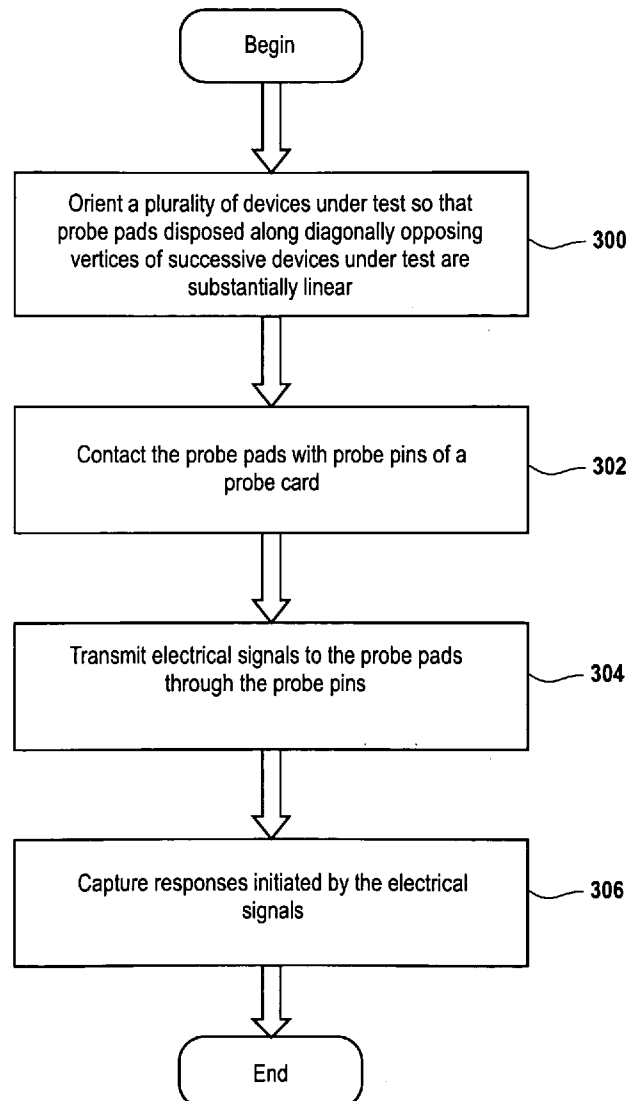 Begin
Orient a plurality of devices under test so that
probe pads disposed along diagonally opposing
vertices of successive devices under test are
substantially linear
300
Contact the probe pads with probe pins of a
probe card
302
Transmit electrical signals to the probe pads
through the probe pins
304
Capture responses initiated by the electrical
signals
306
End